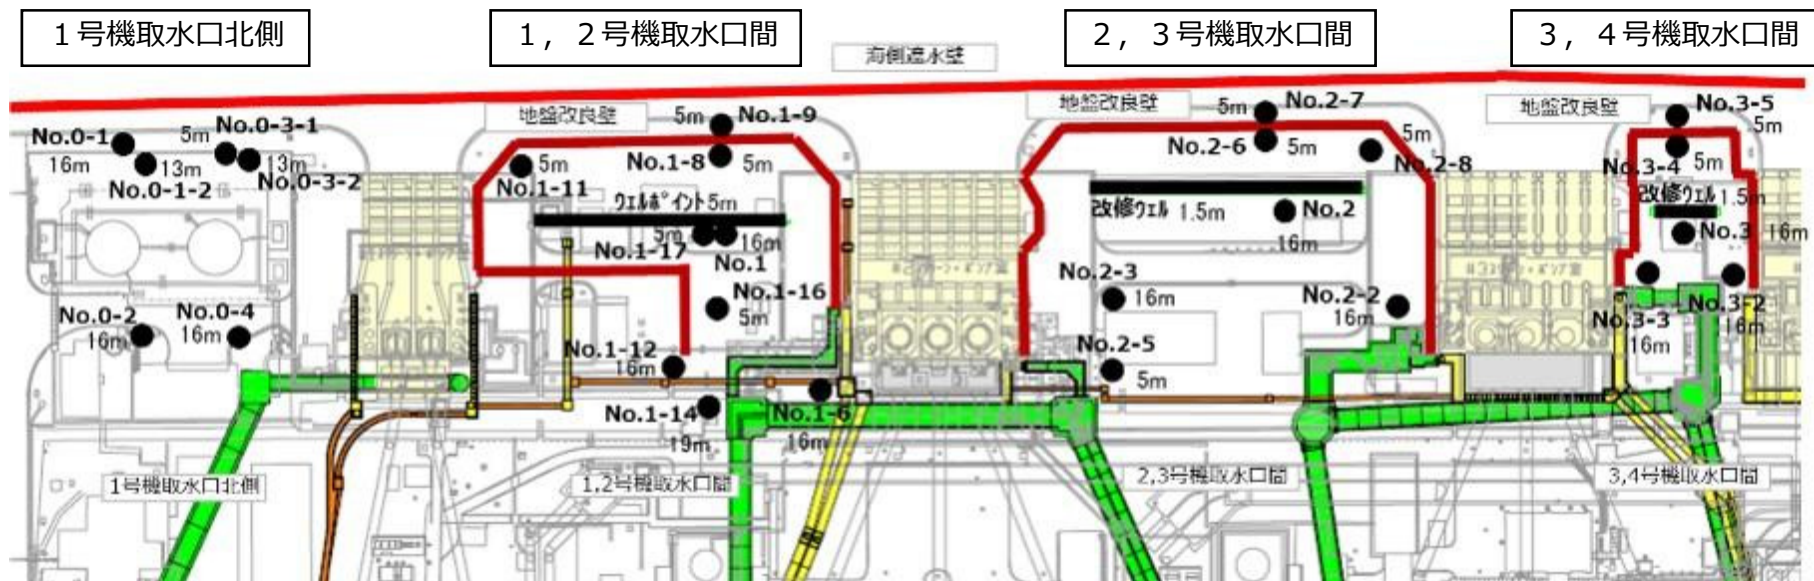 １号機取水口北側
１，２号機取水口間
２，３号機取水口間
３，４号機取水口間
海側遮水壁
地盤改良壁
地盤改良壁
地盤改良壁
No.0-1
16m
No.0-1-2
13m
5m
No.0-3-1
13m
No.0-3-2
No.0-2
16m
No.0-4
16m
5m
No.1-9
No.1-8
5m
5m
No.1-11
ウェルポイント5m
5m
No.1-17
16m
No.1
No.1-16
5m
No.1-12
16m
No.1-14
19m
No.1-6
16m
5m
No.2-7
No.2-6
5m
5m
No.2-8
改修ウェル 1.5m
No.2
16m
No.2-3
16m
No.2-2
16m
No.2-5
5m
No.3-5
5m
No.3-4
5m
改修ウェル 1.5m
No.3
16m
No.3-2
16m
No.3-3
16m
1号機取水口北側
1,2号機取水口間
2,3号機取水口間
3,4号機取水口間